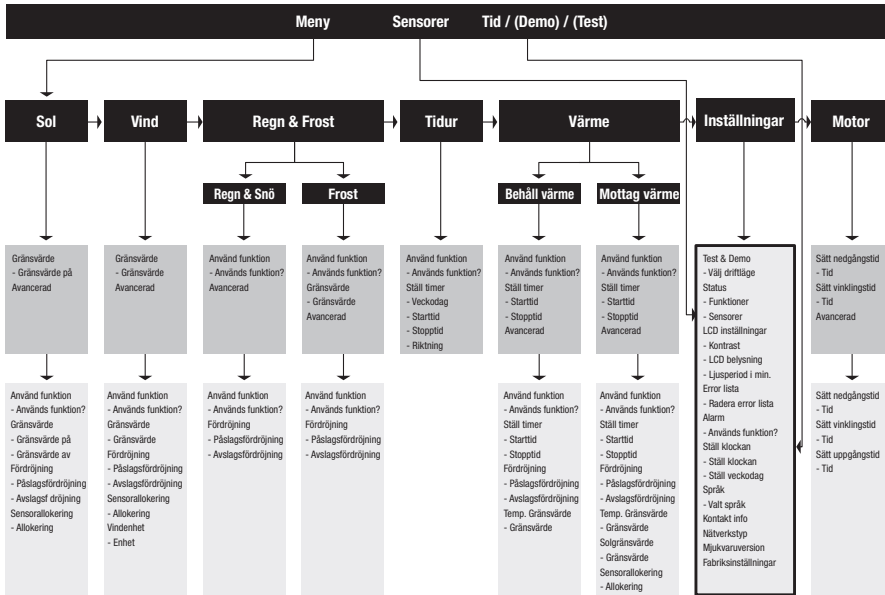 Meny Sensorer Tid / (Demo) / (Test)
Sol
Vind
Regn & Frost
Tidur
Värme
Inställningar
Motor
Regn & Snö
Frost
Behåll värme
Mottag värme
Gränsvärde
- Gränsvärde på
Avancerad
Gränsvärde
- Gränsvärde
Avancerad
Använd funktion
- Används funktion?
Avancerad
Använd funktion
- Används funktion?
Gränsvärde
- Gränsvärde
Avancerad
Använd funktion
- Används funktion?
Ställ timer
- Veckodag
- Starttid
- Stopptid
- Riktning
Använd funktion
- Används funktion?
Ställ timer
- Starttid
- Stopptid
Avancerad
Använd funktion
- Används funktion?
Ställ timer
- Starttid
- Stopptid
Avancerad
Test & Demo
- Välj driftläge
Status
- Funktioner
- Sensorer
LCD inställningar
- Kontrast
- LCD belysning
- Ljusperiod i min.
Error lista
- Radera error lista
Alarm
- Används funktion?
Ställ klockan
- Ställ klockan
- Ställ veckodag
Språk
- Valt språk
Kontakt info
Nätverkstyp
Mjukvaruversion
Fabriksinställningar
Sätt nedgångstid
- Tid
Sätt vinklingstid
- Tid
Avancerad
Använd funktion
- Används funktion?
Gränsvärde
- Gränsvärde på
- Gränsvärde av
Fördröjning
- Påslagsfördröjning
- Avslagsf dröjning
Sensorallokering
- Allokering
Använd funktion
- Används funktion?
Gränsvärde
- Gränsvärde
Fördröjning
- Påslagsfördröjning
- Avslagsfördröjning
Sensorallokering
- Allokering
Vindenhet
- Enhet
Använd funktion
- Används funktion?
Fördröjning
- Påslagsfördröjning
- Avslagsfördröjning
Använd funktion
- Används funktion?
Fördröjning
- Påslagsfördröjning
- Avslagsfördröjning
Använd funktion
- Används funktion?
Ställ timer
- Starttid
- Stopptid
Fördröjning
- Påslagsfördröjning
- Avslagsfördröjning
Temp. Gränsvärde
- Gränsvärde
Använd funktion
- Används funktion?
Ställ timer
- Starttid
- Stopptid
Fördröjning
- Påslagsfördröjning
- Avslagsfördröjning
Temp. Gränsvärde
- Gränsvärde
Solgränsvärde
- Gränsvärde
Sensorallokering
- Allokering
Sätt nedgångstid
- Tid
Sätt vinklingstid
- Tid
Sätt uppgångstid
- Tid